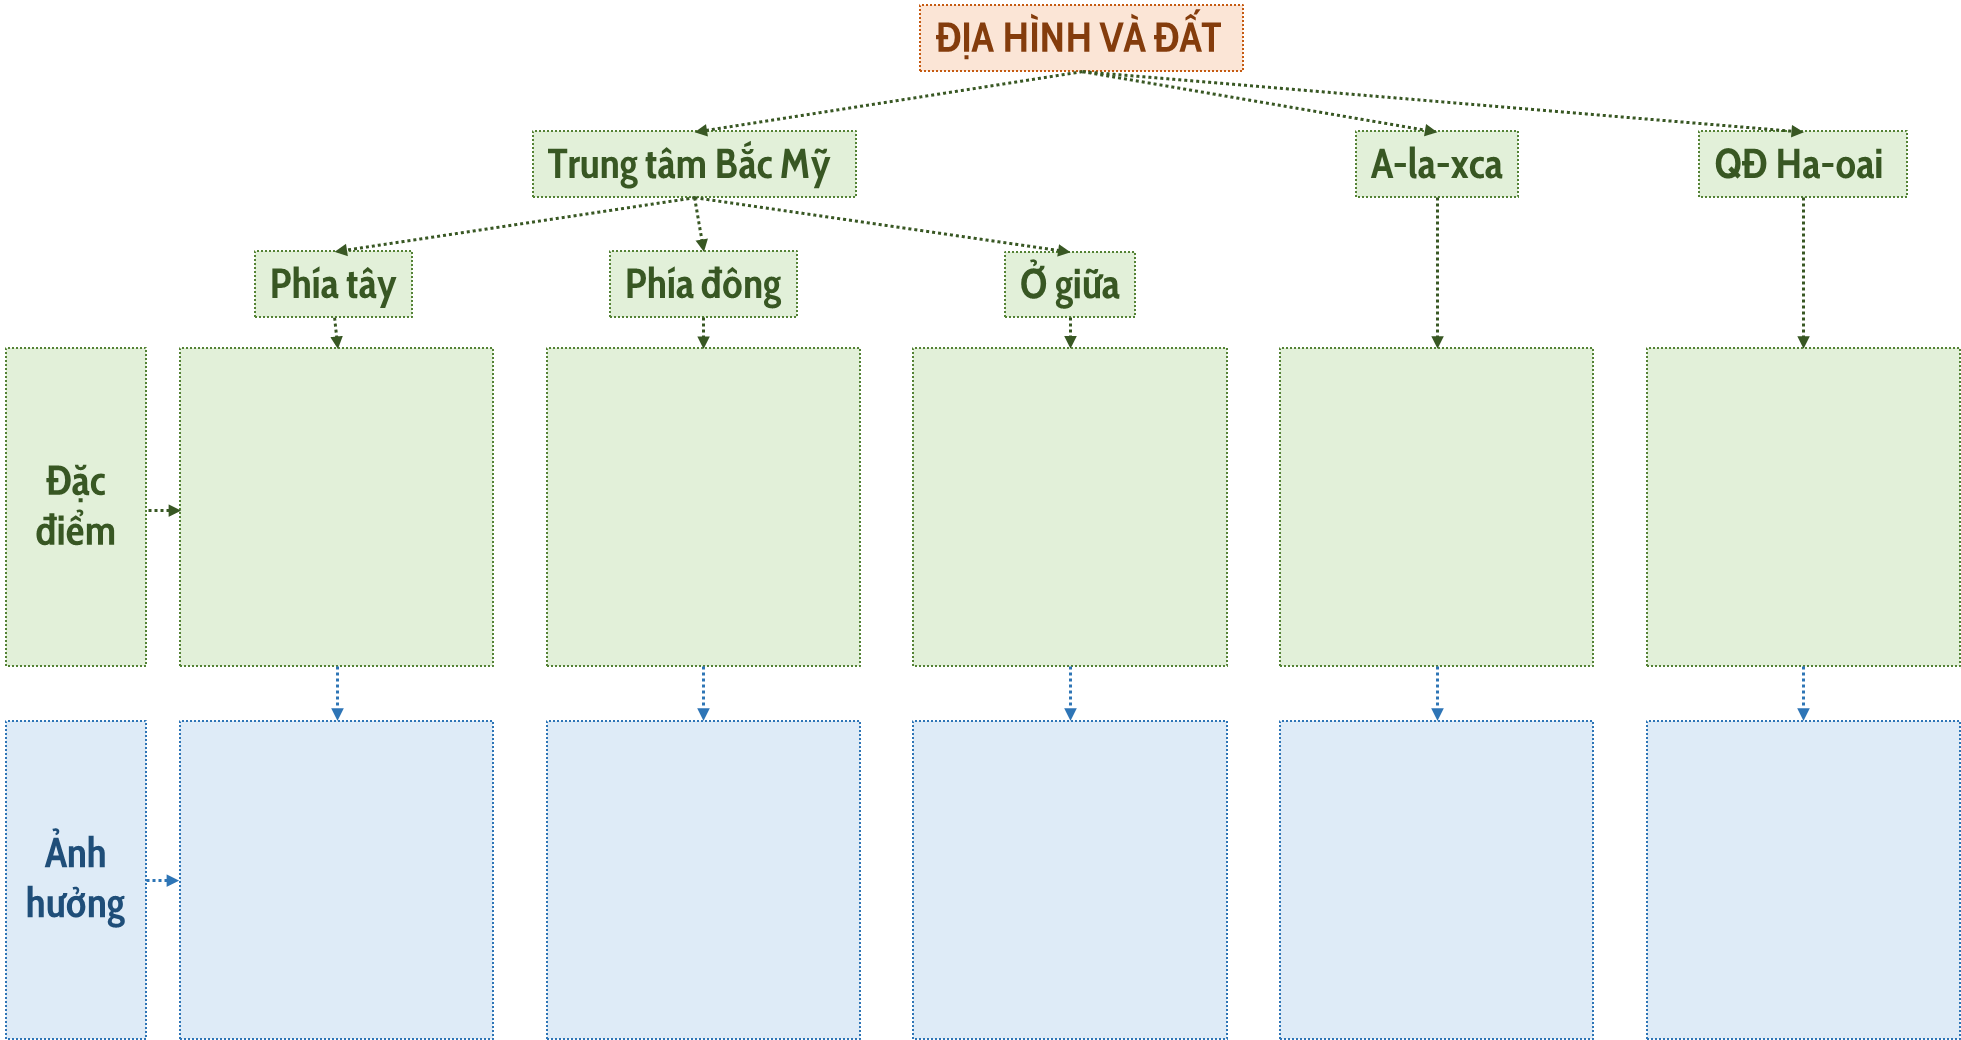 ĐỊA HÌNH VÀ ĐẤT
Trung tâm Bắc Mỹ
A-la-xca
QĐ Ha-oai
Phía tây
Phía đông
Ở giữa
Đặc
điểm
Ảnh
hưởng